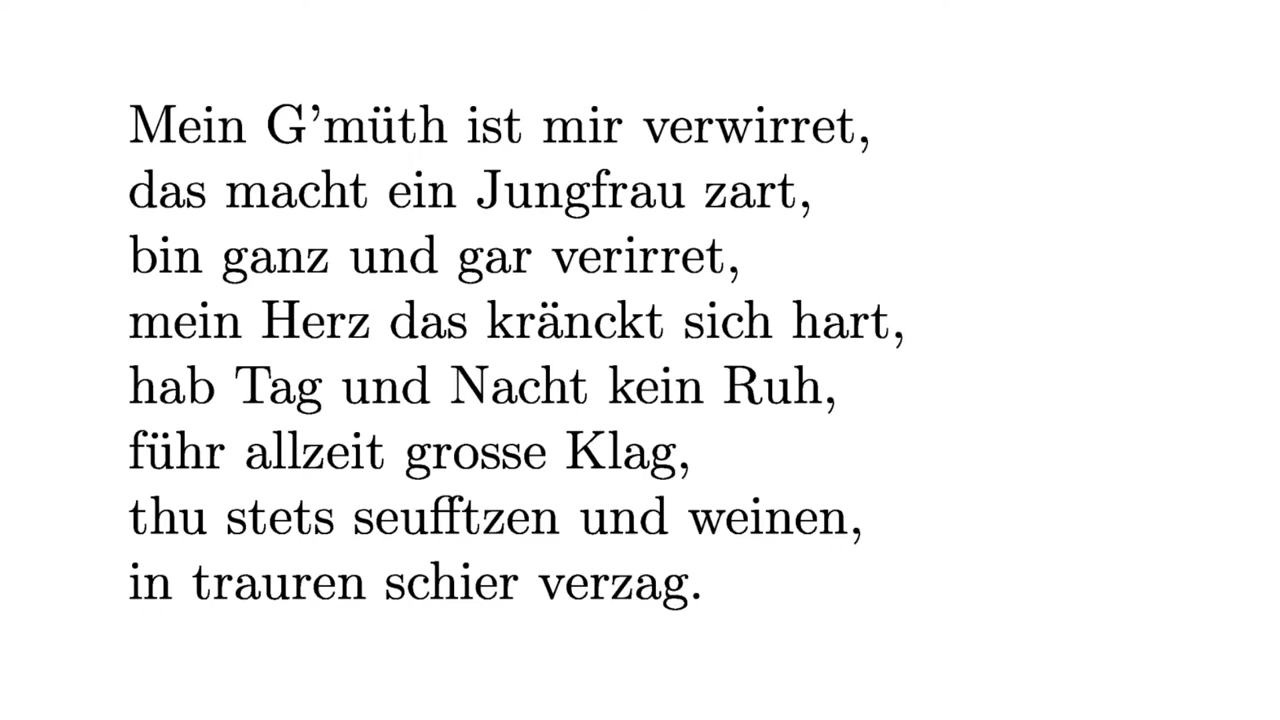 Mein G’müth ist mir verwirret,
das macht ein Jungfrau zart,
bin ganz und gar verirret,
mein Herz das kränckt sich hart,
hab Tag und Nacht kein Ruh,
führ allzeit grosse Klag,
thu stets seufftzen und weinen,
in trauren schier verzag.